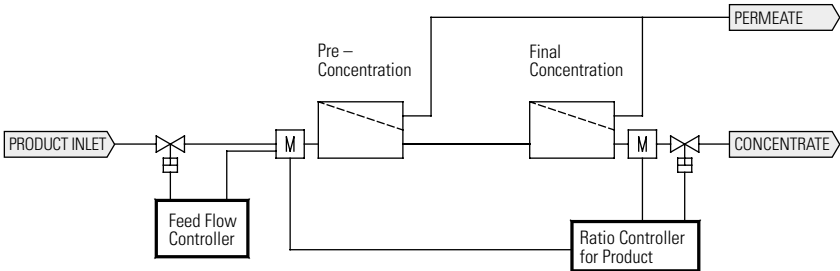 PERMEATE
Pre –
Concentration
Final
Concentration
PRODUCT INLET
M
M
CONCENTRATE
Feed Flow
Controller
Ratio Controller
for Product